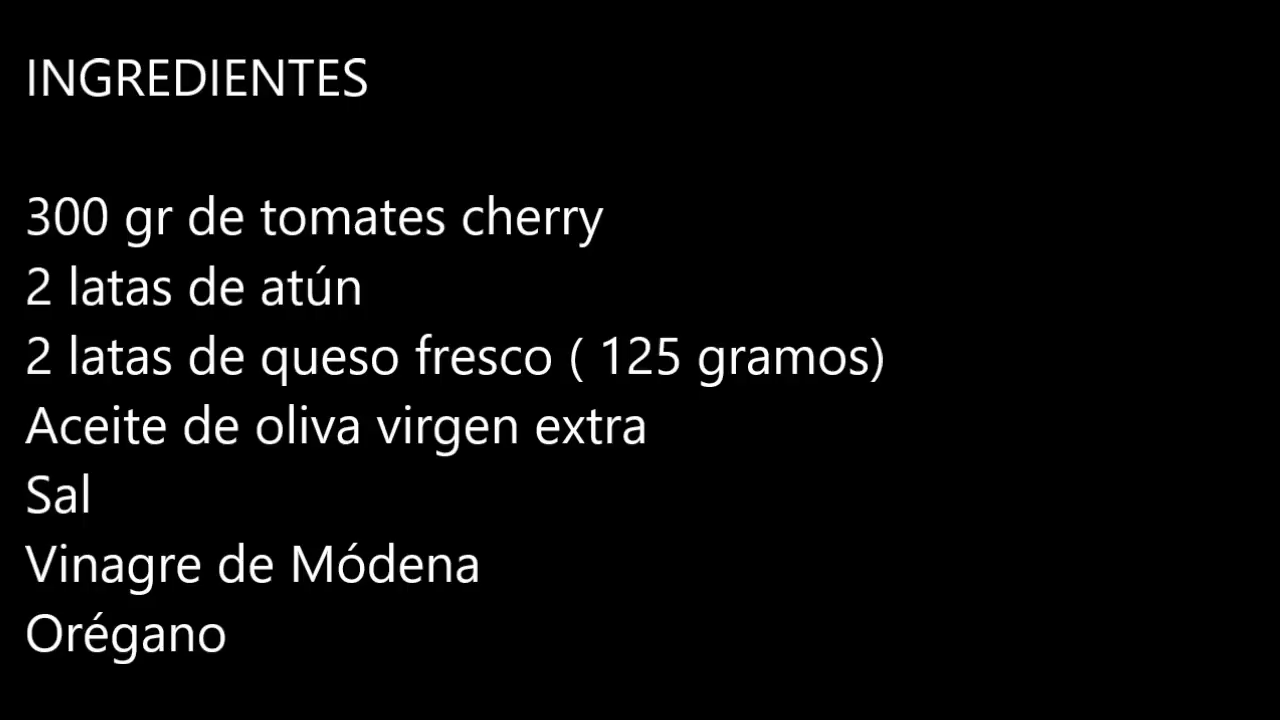 INGREDIENTES
300 gr de tomates cherry
2 latas de atún
2 latas de queso fresco ( 125 gramos)
Aceite de oliva virgen extra
Sal
Vinagre de Módena
Orégano